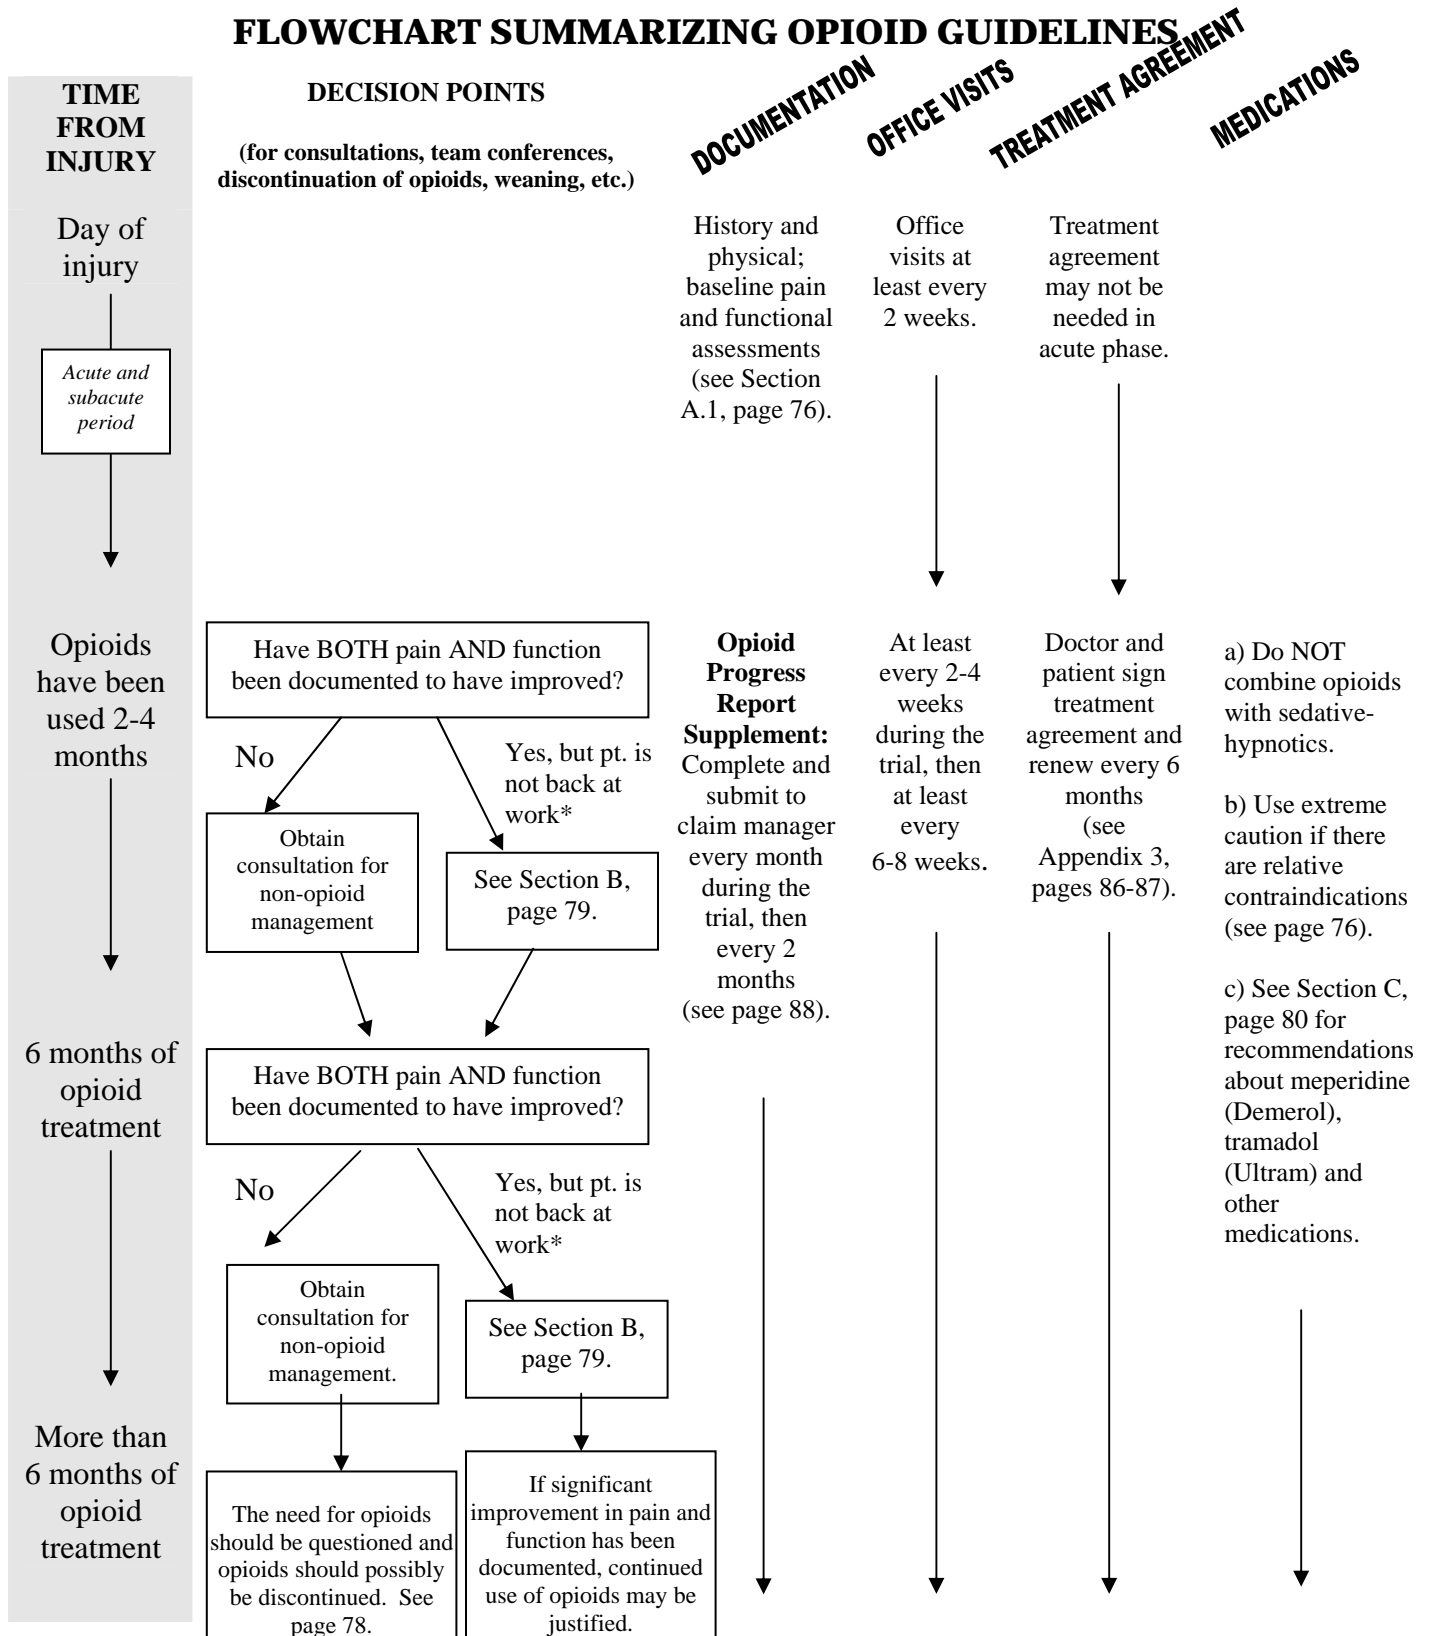 FLOWCHART SUMMARIZING OPIOID GUIDELINES
TIME
FROM
INJURY
DECISION POINTS
(for consultations, team conferences,
discontinuation of opioids, weaning, etc.)
DOCUMENTATION
OFFICE VISITS
TREATMENT AGREEMENT
MEDICATIONS
Day of
injury
Acute and
subacute
period
History and
physical;
baseline pain
and functional
assessments
(see Section
A.1, page 76).
Office
visits at
least every
2 weeks.
Treatment
agreement
may not be
needed in
acute phase.
Opioids
have been
used 2-4
months
Have BOTH pain AND function
been documented to have improved?
No
Yes, but pt. is
not back at
work*
Obtain
consultation for
non-opioid
management
See Section B,
page 79.
Opioid
Progress
Report
Supplement:
Complete and
submit to
claim manager
every month
during the
trial, then
every 2
months
(see page 88).
At least
every 2-4
weeks
during the
trial, then
at least
every
6-8 weeks.
Doctor and
patient sign
treatment
agreement and
renew every 6
months
(see
Appendix 3,
pages 86-87).
a) Do NOT
combine opioids
with sedative-
hypnotics.
b) Use extreme
caution if there
are relative
contraindications
(see page 76).
c) See Section C,
page 80 for
recommendations
about meperidine
(Demerol),
tramadol
(Ultram) and
other
medications.
6 months of
opioid
treatment
Have BOTH pain AND function
been documented to have improved?
No
Yes, but pt. is
not back at
work*
Obtain
consultation for
non-opioid
management.
See Section B,
page 79.
More than
6 months of
opioid
treatment
The need for opioids
should be questioned and
opioids should possibly
be discontinued. See
page 78.
If significant
improvement in pain and
function has been
documented, continued
use of opioids may be
justified.